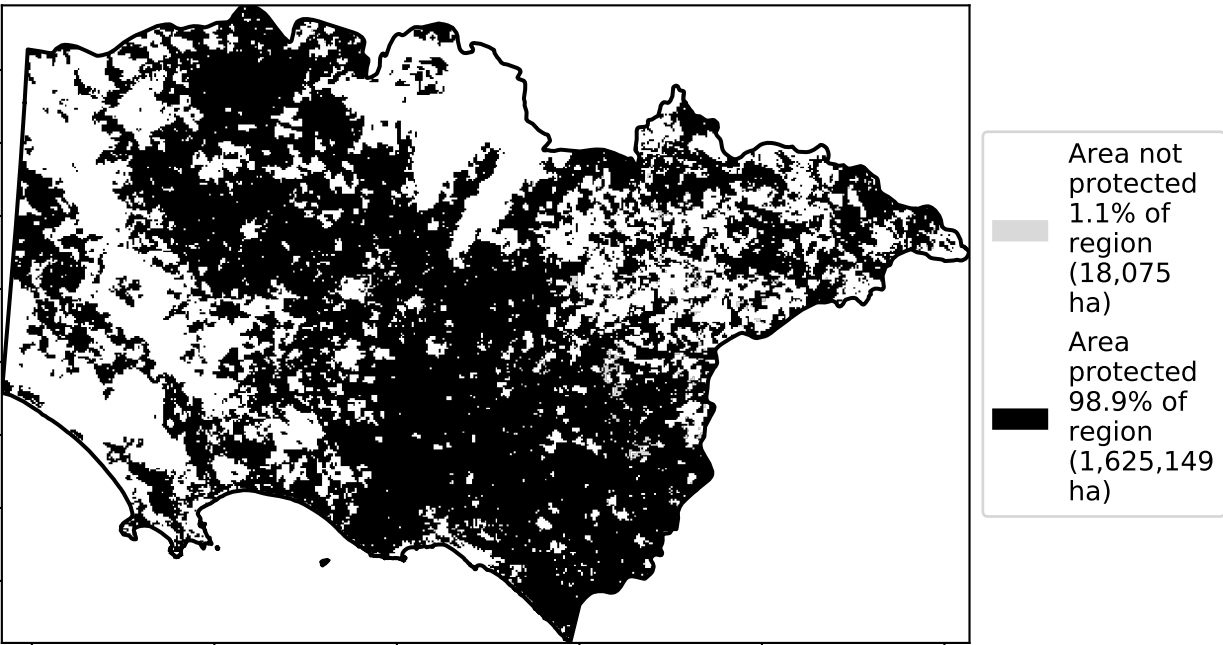 Area not
protected
1.1% of
region
(18,075
ha)
Area
protected
98.9% of
region
(1,625,149
ha)